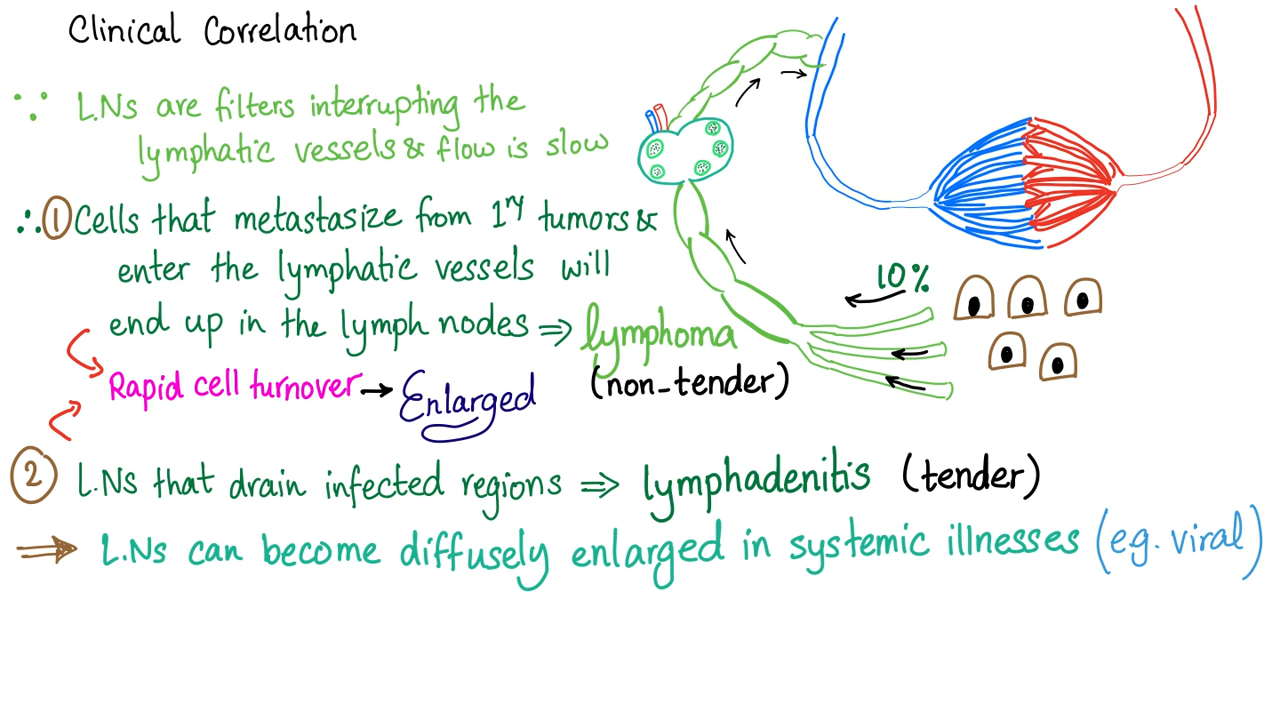 Clinical Correlation
∵ L.Ns are filters interrupting the
lymphatic vessels & flow is slow
∴ ① Cells that metastasize from 1ry tumors &
enter the lymphatic vessels will
end up in the lymph nodes ⇒ lymphoma
(non-tender)
Rapid cell turnover → Enlarged
10%
② L.Ns that drain infected regions ⇒ lymphadenitis (tender)
⇒ L.Ns can become diffusely enlarged in systemic illnesses (e.g. viral)